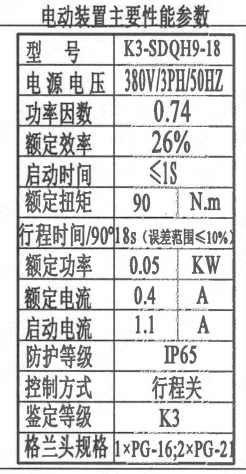 电动装置主要性能参数
型 号 K3-SDQH9-18
电源电压 380V/3PH/50HZ
功率因数 0.74
额定效率 26%
启动时间 ≤1S
额定扭矩 90 N.m
行程时间/90° 18s（误差范围≤10%）
额定功率 0.05 KW
额定电流 0.4 A
启动电流 1.1 A
防护等级 IP65
控制方式 行程关
鉴定等级 K3
格兰头规格 1×PG-16;2×PG-21